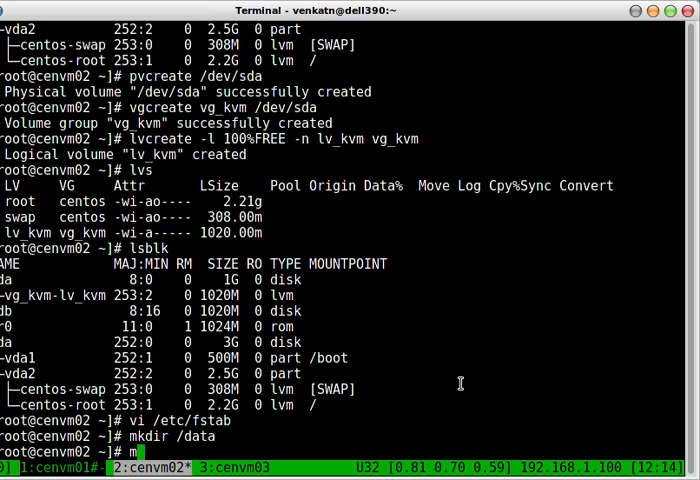 Terminal - venkatn@dell390:~
-vda2 252:2 0 2.5G 0 part
├─centos-swap 253:0 0 308M 0 lvm [SWAP]
└─centos-root 253:1 0 2.2G 0 lvm /
root@cenvm02 ~]# pvcreate /dev/sda
Physical volume "/dev/sda" successfully created
root@cenvm02 ~]# vgcreate vg_kvm /dev/sda
Volume group "vg_kvm" successfully created
root@cenvm02 ~]# lvcreate -l 100%FREE -n lv_kvm vg_kvm
Logical volume "lv_kvm" created
root@cenvm02 ~]# lvs
LV VG Attr LSize Pool Origin Data% Move Log Cpy%Sync Convert
root centos -wi-ao---- 2.21g
swap centos -wi-ao---- 308.00m
lv_kvm vg_kvm -wi-a----- 1020.00m
root@cenvm02 ~]# lsblk
AME MAJ:MIN RM SIZE RO TYPE MOUNTPOINT
da 8:0 0 1G 0 disk
-vg_kvm-lv_kvm 253:2 0 1020M 0 lvm
db 8:16 0 1020M 0 disk
r0 11:0 1 1024M 0 rom
da 252:0 0 3G 0 disk
-vda1 252:1 0 500M 0 part /boot
-vda2 252:2 0 2.5G 0 part
├─centos-swap 253:0 0 308M 0 lvm [SWAP]
└─centos-root 253:1 0 2.2G 0 lvm /
root@cenvm02 ~]# vi /etc/fstab
root@cenvm02 ~]# mkdir /data
root@cenvm02 ~]# m
0] 1:cenvm01#- 2:cenvm02* 3:cenvm03 U32 [0.81 0.70 0.59] 192.168.1.100 [12:14]